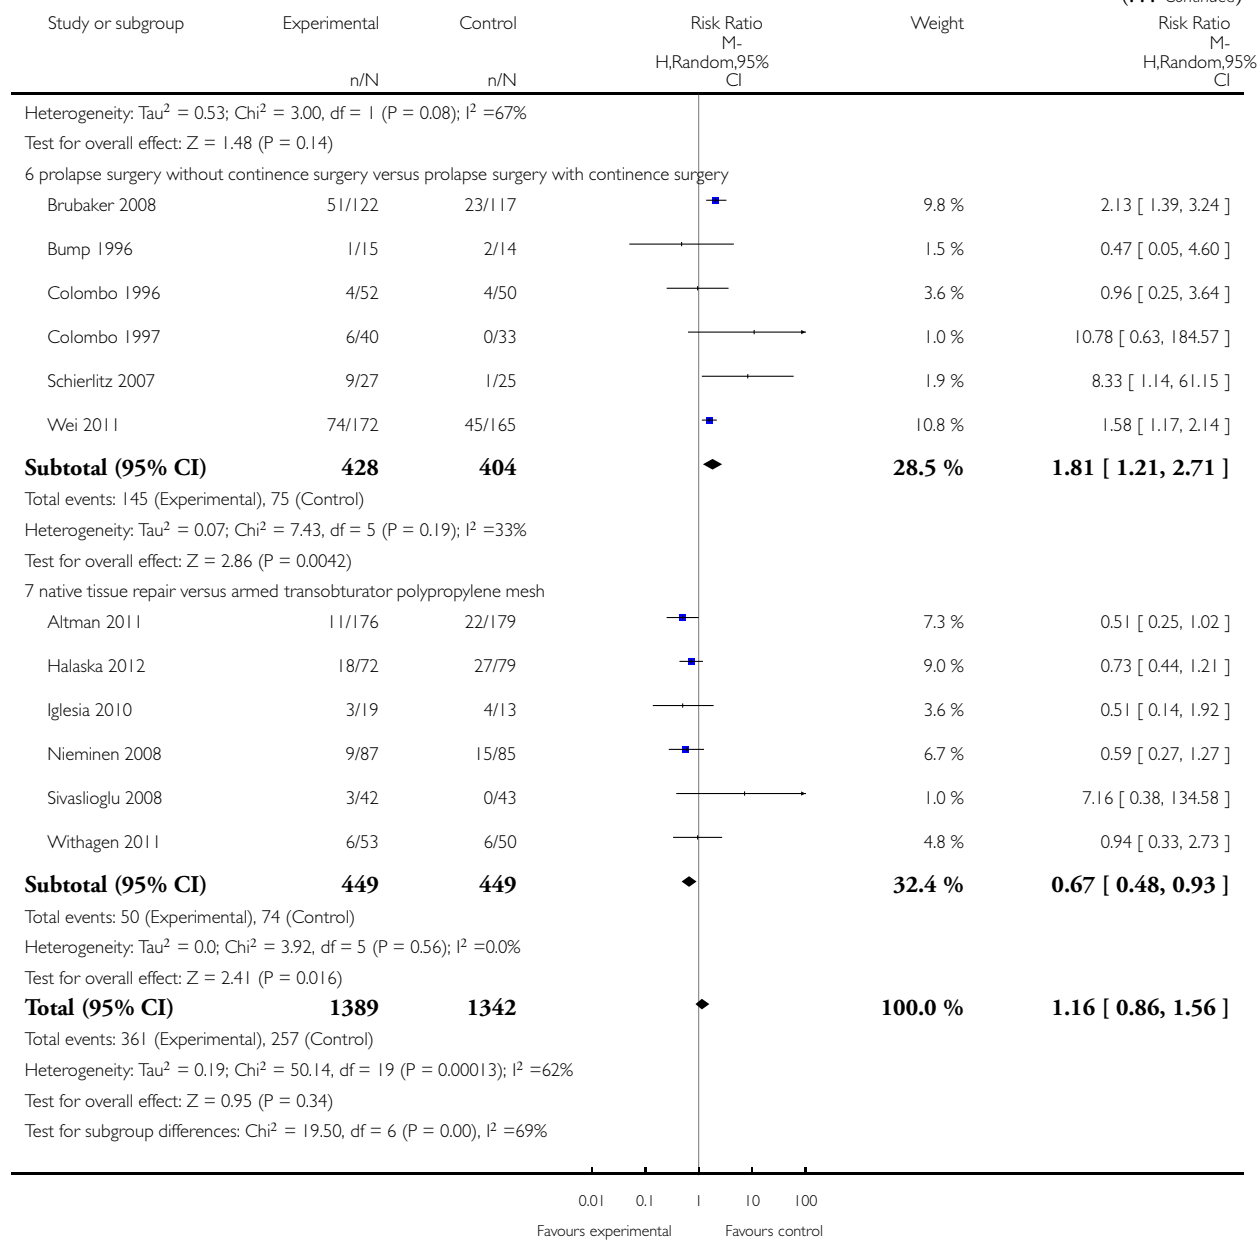 (... Continued)
Study or subgroup Experimental Control Risk Ratio Weight Risk Ratio
M- M-
H,Random,95% H,Random,95%
n/N n/N CI CI
Heterogeneity: Tau² = 0.53; Chi² = 3.00, df = 1 (P = 0.08); I² =67%
Test for overall effect: Z = 1.48 (P = 0.14)
6 prolapse surgery without continence surgery versus prolapse surgery with continence surgery
Brubaker 2008 51/122 23/117 9.8 % 2.13 [ 1.39, 3.24 ]
Bump 1996 1/15 2/14 1.5 % 0.47 [ 0.05, 4.60 ]
Colombo 1996 4/52 4/50 3.6 % 0.96 [ 0.25, 3.64 ]
Colombo 1997 6/40 0/33 1.0 % 10.78 [ 0.63, 184.57 ]
Schierlitz 2007 9/27 1/25 1.9 % 8.33 [ 1.14, 61.15 ]
Wei 2011 74/172 45/165 10.8 % 1.58 [ 1.17, 2.14 ]
Subtotal (95% CI) 428 404 28.5 % 1.81 [ 1.21, 2.71 ]
Total events: 145 (Experimental), 75 (Control)
Heterogeneity: Tau² = 0.07; Chi² = 7.43, df = 5 (P = 0.19); I² =33%
Test for overall effect: Z = 2.86 (P = 0.0042)
7 native tissue repair versus armed transobturator polypropylene mesh
Altman 2011 11/176 22/179 7.3 % 0.51 [ 0.25, 1.02 ]
Halaska 2012 18/72 27/79 9.0 % 0.73 [ 0.44, 1.21 ]
Iglesia 2010 3/19 4/13 3.6 % 0.51 [ 0.14, 1.92 ]
Nieminen 2008 9/87 15/85 6.7 % 0.59 [ 0.27, 1.27 ]
Sivaslioglu 2008 3/42 0/43 1.0 % 7.16 [ 0.38, 134.58 ]
Withagen 2011 6/53 6/50 4.8 % 0.94 [ 0.33, 2.73 ]
Subtotal (95% CI) 449 449 32.4 % 0.67 [ 0.48, 0.93 ]
Total events: 50 (Experimental), 74 (Control)
Heterogeneity: Tau² = 0.0; Chi² = 3.92, df = 5 (P = 0.56); I² =0.0%
Test for overall effect: Z = 2.41 (P = 0.016)
Total (95% CI) 1389 1342 100.0 % 1.16 [ 0.86, 1.56 ]
Total events: 361 (Experimental), 257 (Control)
Heterogeneity: Tau² = 0.19; Chi² = 50.14, df = 19 (P = 0.00013); I² =62%
Test for overall effect: Z = 0.95 (P = 0.34)
Test for subgroup differences: Chi² = 19.50, df = 6 (P = 0.00), I² =69%
0.01 0.1 1 10 100
Favours experimental Favours control